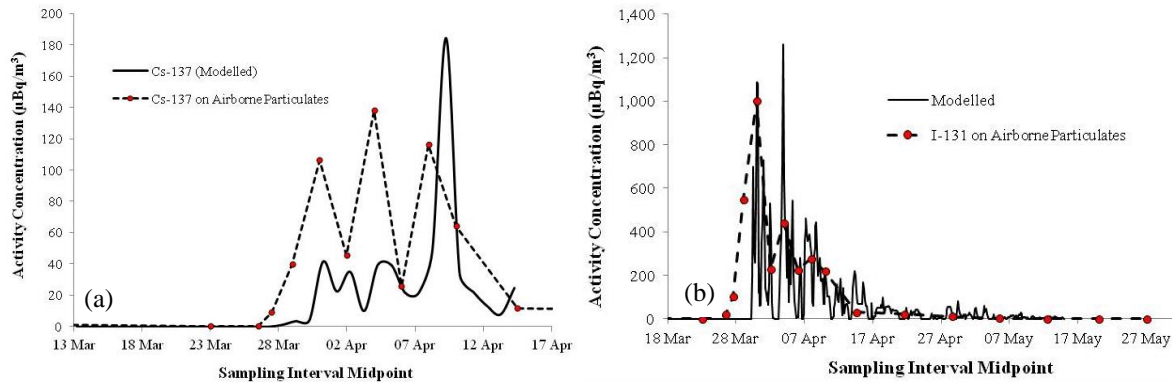 Activity Concentration (µBq/m³)
200
180
160
140
120
100
80
60
40
20
0
Cs-137 (Modelled)
Cs-137 on Airborne Particulates
(a)
13 Mar 18 Mar 23 Mar 28 Mar 02 Apr 07 Apr 12 Apr 17 Apr
Sampling Interval Midpoint
Activity Concentration (µBq/m³)
1,400
1,200
1,000
800
600
400
200
0
Modelled
I-131 on Airborne Particulates
(b)
18 Mar 28 Mar 07 Apr 17 Apr 27 Apr 07 May 17 May 27 May
Sampling Interval Midpoint